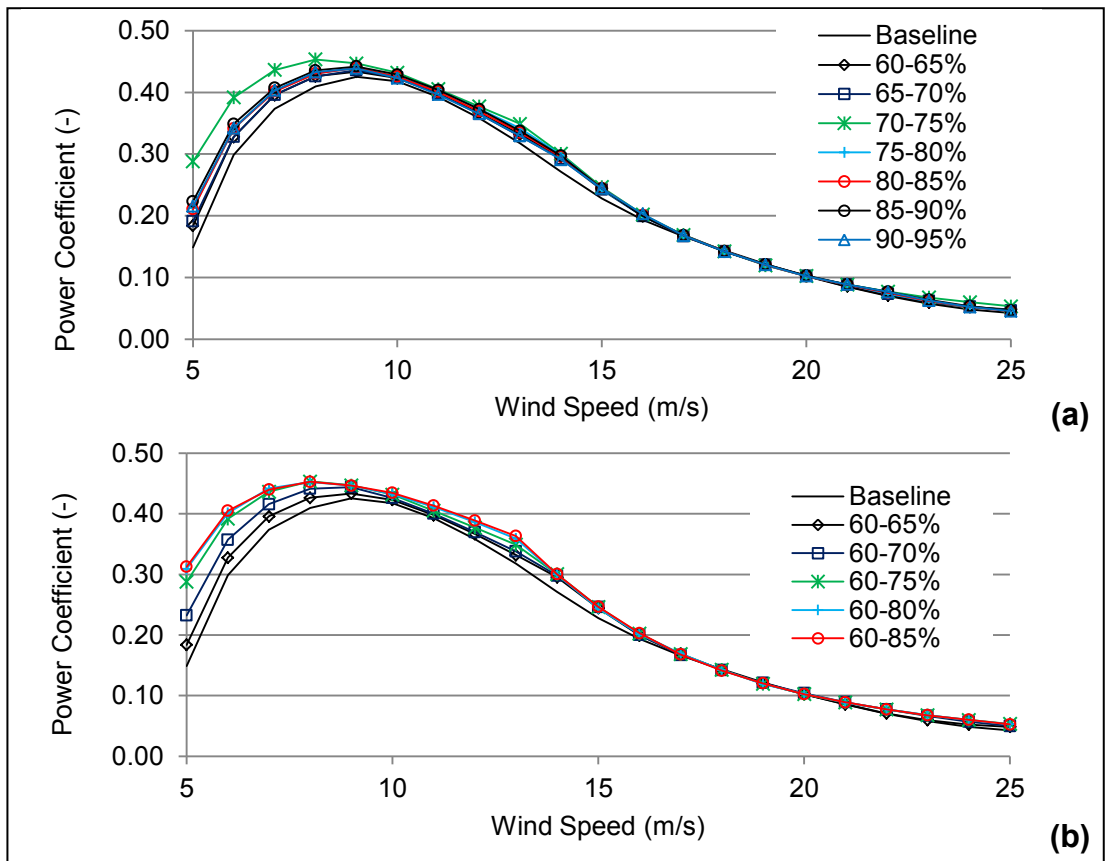 0.50
0.40
0.30
0.20
0.10
0.00
Power Coefficient (-)
5 10 15 20 25
Wind Speed (m/s)
Baseline
60-65%
65-70%
70-75%
75-80%
80-85%
85-90%
90-95%
(a)
0.50
0.40
0.30
0.20
0.10
0.00
Power Coefficient (-)
5 10 15 20 25
Wind Speed (m/s)
Baseline
60-65%
60-70%
60-75%
60-80%
60-85%
(b)